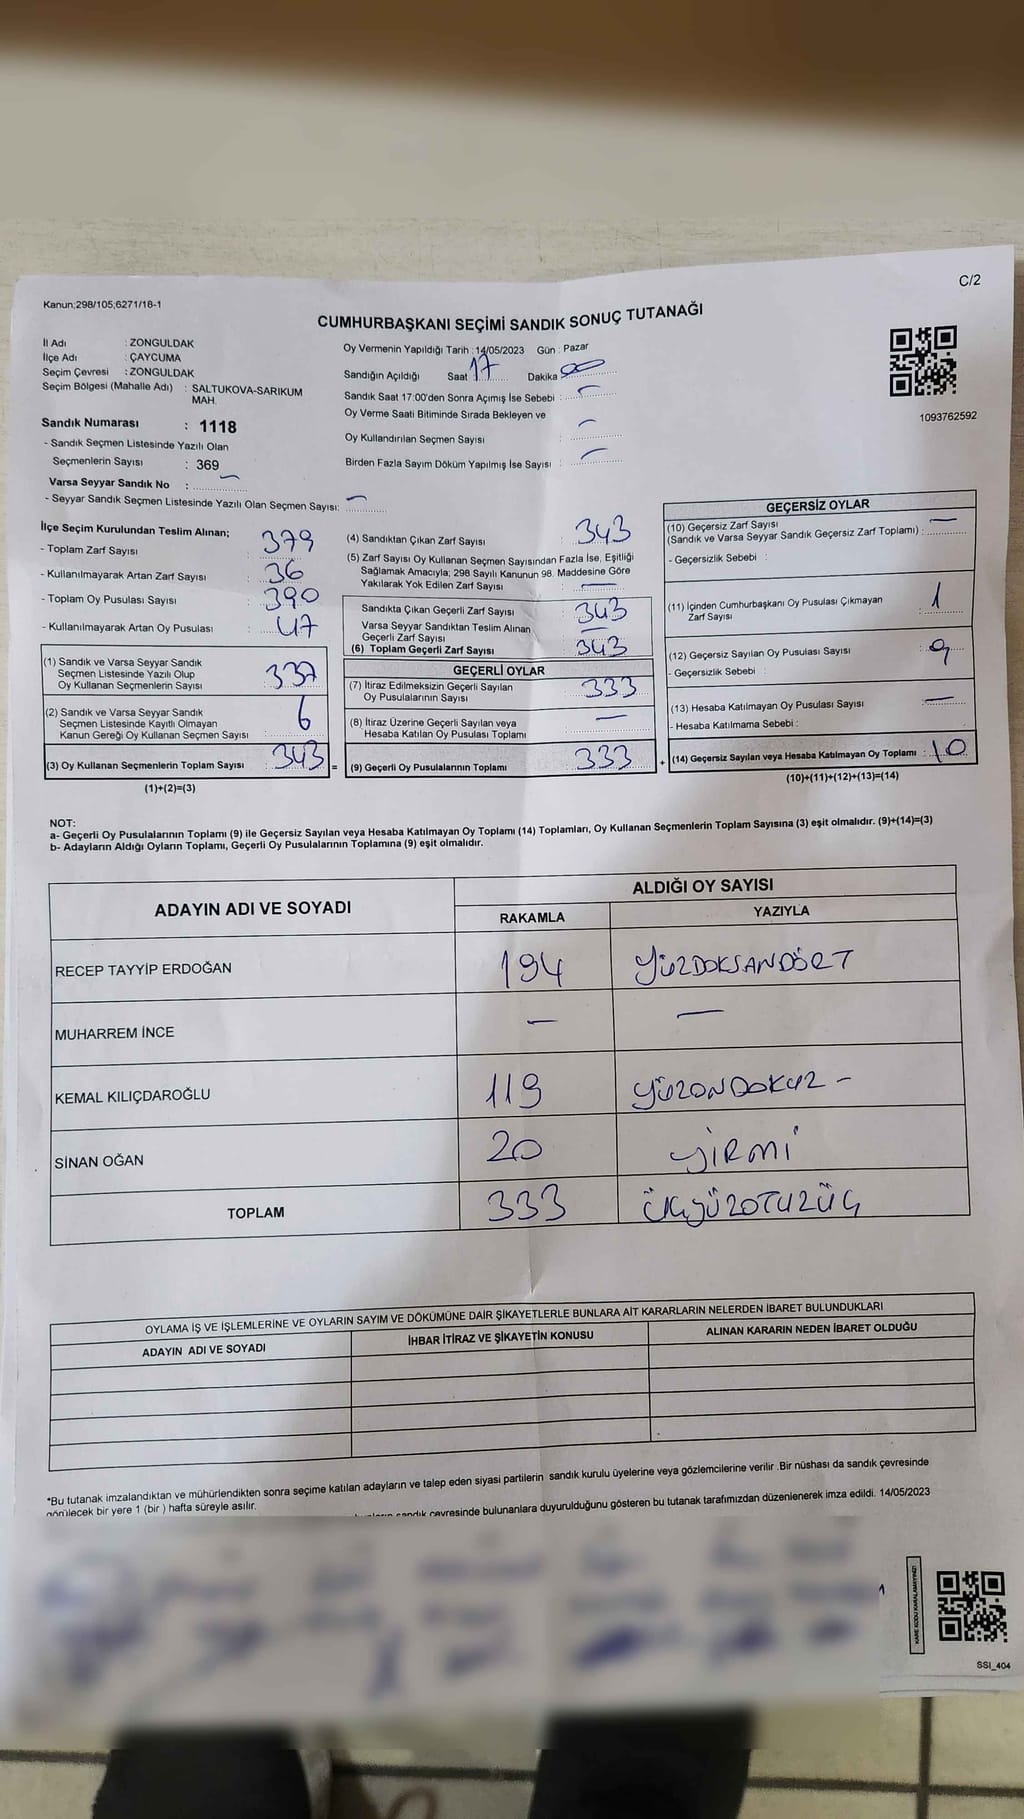 Kanun;298/105;6271/18-1
C/2
CUMHURBAŞKANI SEÇİMİ SANDIK SONUÇ TUTANAĞI
İl Adı : ZONGULDAK
İlçe Adı : ÇAYCUMA
Seçim Çevresi : ZONGULDAK
Seçim Bölgesi (Mahalle Adı) : SALTUKOVA-SARIKUM
MAH.
Sandık Numarası : 1118
- Sandık Seçmen Listesinde Yazılı Olan
Seçmenlerin Sayısı : 369
Varsa Seyyar Sandık No : —
- Seyyar Sandık Seçmen Listesinde Yazılı Olan Seçmen Sayısı: —
Oy Vermenin Yapıldığı Tarih : 14/05/2023 Gün : Pazar
Sandığın Açıldığı Saat 17 Dakika 00
Sandık Saat 17:00'den Sonra Açımış İse Sebebi : —
Oy Verme Saati Bitiminde Sırada Bekleyen ve
Oy Kullandırılan Seçmen Sayısı : —
Birden Fazla Sayım Döküm Yapılmış İse Sayısı : —
1093762592
İlçe Seçim Kurulundan Teslim Alınan;
- Toplam Zarf Sayısı : 379
- Kullanılmayarak Artan Zarf Sayısı : 36
- Toplam Oy Pusulası Sayısı : 390
- Kullanılmayarak Artan Oy Pusulası : 47
(1) Sandık ve Varsa Seyyar Sandık
Seçmen Listesinde Yazılı Olup
Oy Kullanan Seçmenlerin Sayısı : 337
(2) Sandık ve Varsa Seyyar Sandık
Seçmen Listesinde Kayıtlı Olmayan
Kanun Gereği Oy Kullanan Seçmen Sayısı : 6
(3) Oy Kullanan Seçmenlerin Toplam Sayısı : 343 =
(1)+(2)=(3)
(4) Sandıktan Çıkan Zarf Sayısı : 343
(5) Zarf Sayısı Oy Kullanan Seçmen Sayısından Fazla İse, Eşitliği
Sağlamak Amacıyla; 298 Sayılı Kanunun 98. Maddesine Göre
Yakılarak Yok Edilen Zarf Sayısı : —
Sandıkta Çıkan Geçerli Zarf Sayısı : 343
Varsa Seyyar Sandıktan Teslim Alınan
Geçerli Zarf Sayısı : —
(6) Toplam Geçerli Zarf Sayısı : 343
GEÇERLİ OYLAR
(7) İtiraz Edilmeksizin Geçerli Sayılan
Oy Pusulalarının Sayısı : 333
(8) İtiraz Üzerine Geçerli Sayılan veya
Hesaba Katılan Oy Pusulası Toplamı : —
(9) Geçerli Oy Pusulalarının Toplamı : 333 +
GEÇERSİZ OYLAR
(10) Geçersiz Zarf Sayısı
(Sandık ve Varsa Seyyar Sandık Geçersiz Zarf Toplamı) : —
- Geçersizlik Sebebi :
(11) İçinden Cumhurbaşkanı Oy Pusulası Çıkmayan
Zarf Sayısı : 1
(12) Geçersiz Sayılan Oy Pusulası Sayısı : 9
- Geçersizlik Sebebi :
(13) Hesaba Katılmayan Oy Pusulası Sayısı : —
- Hesaba Katılmama Sebebi :
(14) Geçersiz Sayılan veya Hesaba Katılmayan Oy Toplamı : 10
(10)+(11)+(12)+(13)=(14)
NOT:
a- Geçerli Oy Pusulalarının Toplamı (9) ile Geçersiz Sayılan veya Hesaba Katılmayan Oy Toplamı (14) Toplamları, Oy Kullanan Seçmenlerin Toplam Sayısına (3) eşit olmalıdır. (9)+(14)=(3)
b- Adayların Aldığı Oyların Toplamı, Geçerli Oy Pusulalarının Toplamına (9) eşit olmalıdır.
ADAYIN ADI VE SOYADI
ALDIĞI OY SAYISI
RAKAMLA YAZIYLA
RECEP TAYYİP ERDOĞAN 194 YÜZDOKSANDÖRT
MUHARREM İNCE — —
KEMAL KILIÇDAROĞLU 119 YÜZONDOKUZ -
SİNAN OĞAN 20 YİRMİ
TOPLAM 333 ÜÇYÜZOTUZÜÇ
OYLAMA İŞ VE İŞLEMLERİNE VE OYLARIN SAYIM VE DÖKÜMÜNE DAİR ŞİKAYETLERLE BUNLARA AİT KARARLARIN NELERDEN İBARET BULUNDUKLARI
ADAYIN ADI VE SOYADI İHBAR İTİRAZ VE ŞİKAYETİN KONUSU ALINAN KARARIN NEDEN İBARET OLDUĞU
*Bu tutanak imzalandıktan ve mühürlendikten sonra seçime katılan adayların ve talep eden siyasi partilerin sandık kurulu üyelerine veya gözlemcilerine verilir .Bir nüshası da sandık çevresinde
görülecek bir yere 1 (bir ) hafta süreyle asılır.
sandık çevresinde bulunanlara duyurulduğunu gösteren bu tutanak tarafımızdan düzenlenerek imza edildi. 14/05/2023
KARE KODU KARALAMAYINIZ!
SSİ_404